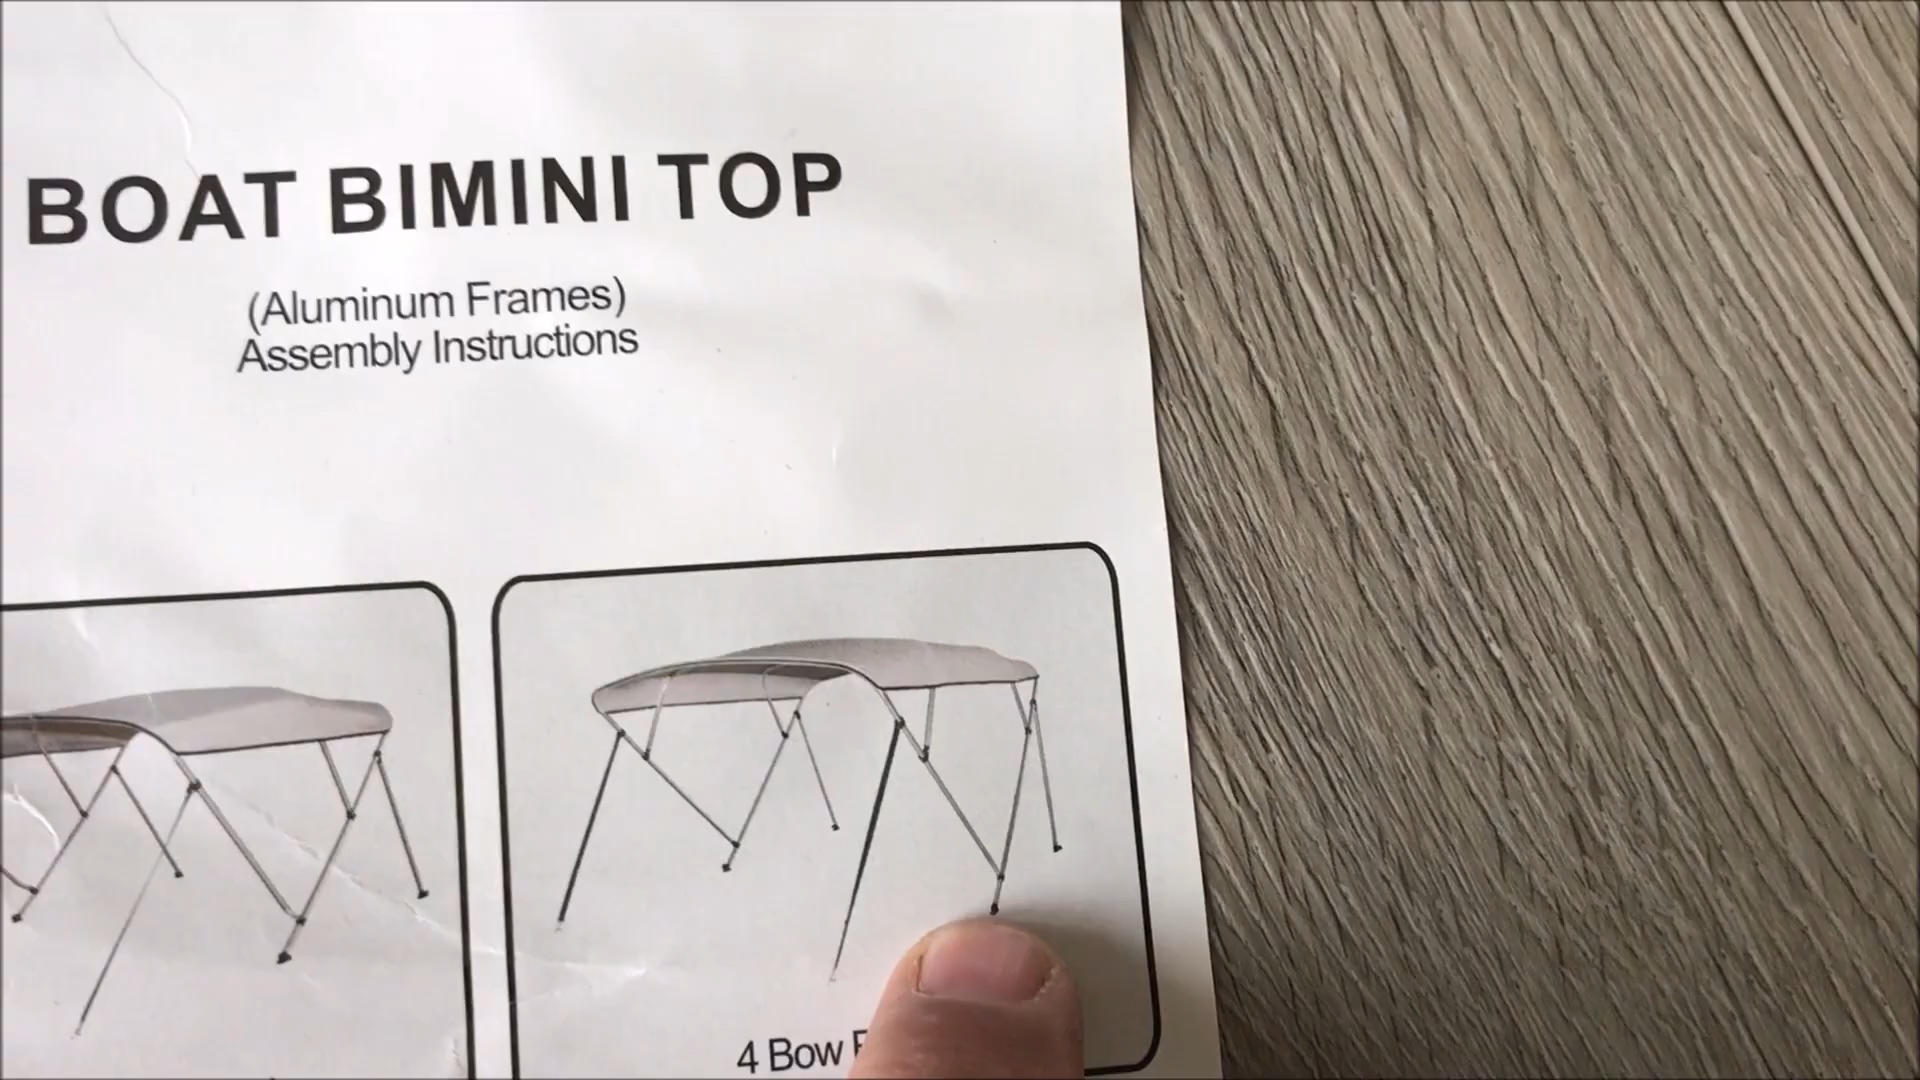 BOAT BIMINI TOP
(Aluminum Frames)
Assembly Instructions
4 Bow